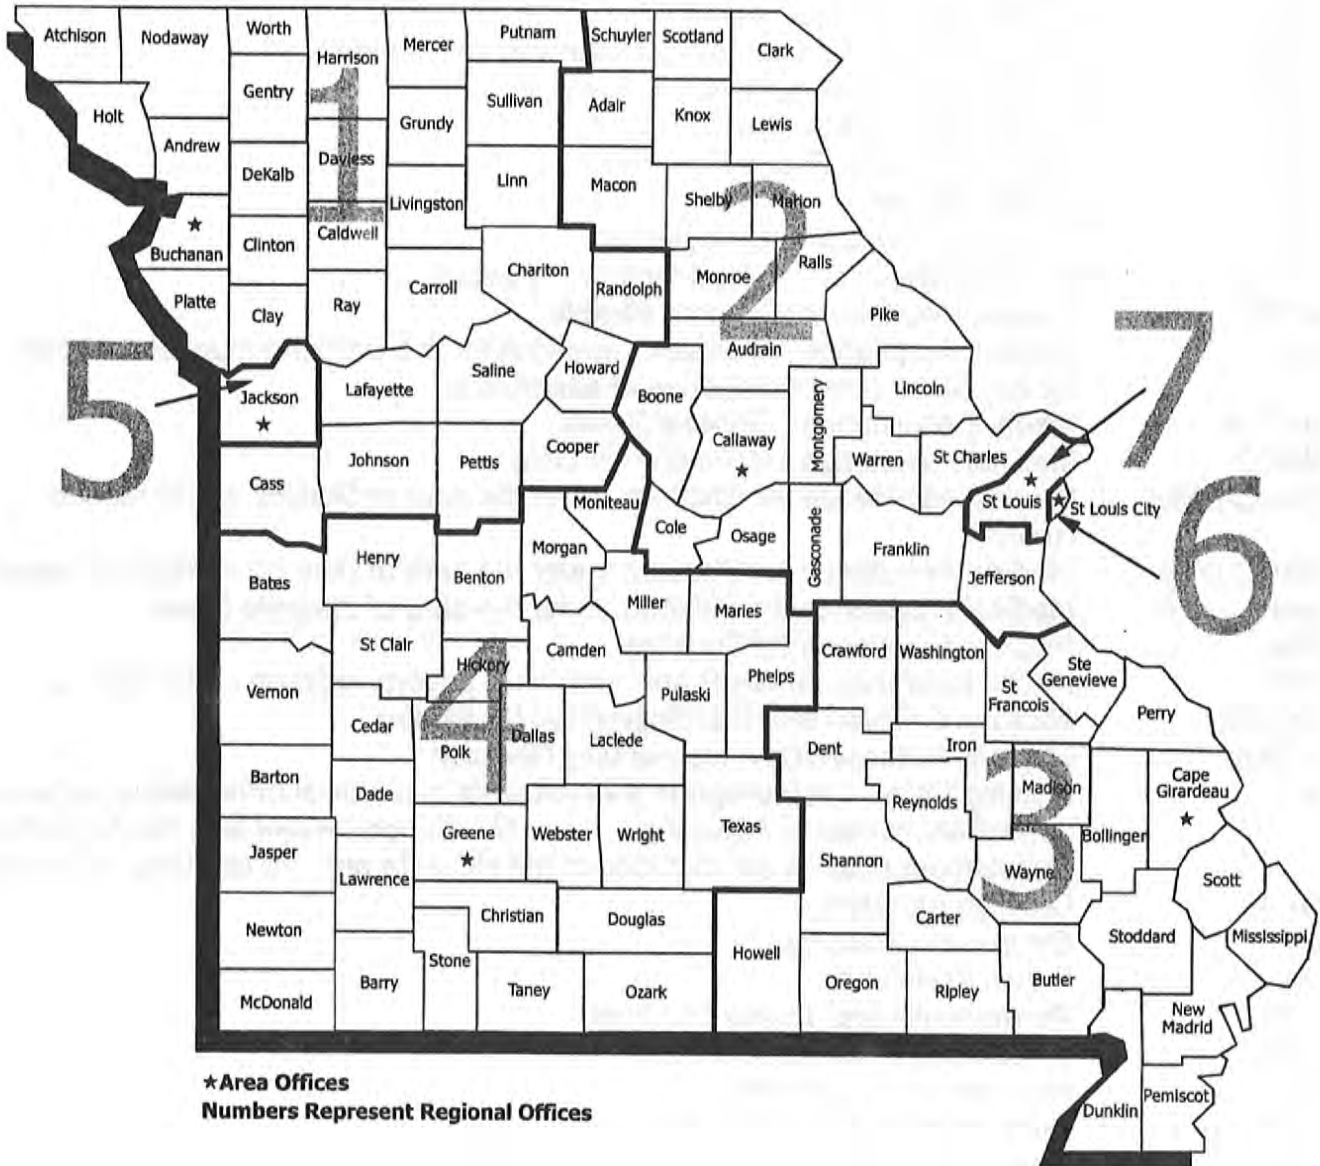 Atchison
Nodaway
Worth
Harrison
Mercer
Putnam
Schuyler
Scotland
Clark
Holt
Gentry
1
Sullivan
Adair
Knox
Lewis
Grundy
Andrew
DeKalb
Daviess
Livingston
Linn
Macon
Shelby
Marion
2
Buchanan
Clinton
Caldwell
Chariton
Monroe
Ralls
Platte
Clay
Ray
Carroll
Randolph
Pike
7
5
Jackson
Lafayette
Saline
Howard
Audrain
Boone
Lincoln
Montgomery
Cass
Johnson
Pettis
Cooper
Callaway
Warren
St Charles
Moniteau
Cole
Osage
Gasconade
Franklin
St Louis
St Louis City
6
Bates
Henry
Benton
Morgan
Miller
Maries
Jefferson
St Clair
Hickory
Camden
Pulaski
Phelps
Crawford
Washington
St
Francois
Ste
Genevieve
Perry
Vernon
Cedar
4
Polk
Dallas
Laclede
Dent
Iron
3
Madison
Cape
Girardeau
Barton
Dade
Greene
Webster
Wright
Texas
Reynolds
Bollinger
Jasper
Lawrence
Shannon
Wayne
Scott
Newton
Christian
Douglas
Howell
Carter
Stoddard
Mississippi
McDonald
Barry
Stone
Taney
Ozark
Oregon
Ripley
Butler
New
Madrid
★Area Offices
Numbers Represent Regional Offices
Dunklin
Pemiscot